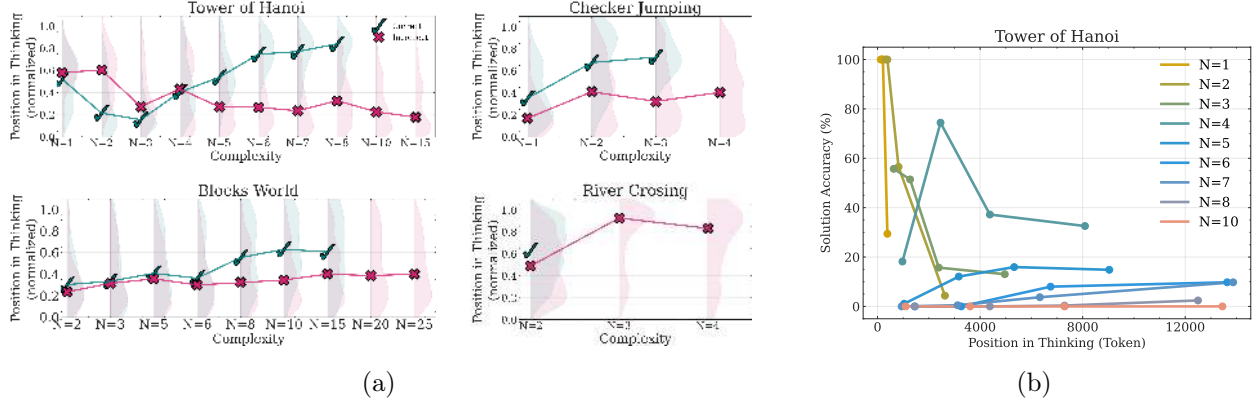 Tower of Hanoi
Position in Thinking
(normalized)
1.0
0.8
0.6
0.4
0.2
0.0
Correct
Incorrect
N=1 N=2 N=3 N=4 N=5 N=6 N=7 N=8 N=10 N=15
Complexity
Checker Jumping
Position in Thinking
(normalized)
1.0
0.8
0.6
0.4
0.2
0.0
N=1 N=2 N=3 N=4
Complexity
Blocks World
Position in Thinking
(normalized)
1.0
0.8
0.6
0.4
0.2
0.0
N=2 N=3 N=5 N=6 N=8 N=10 N=15 N=20 N=25
Complexity
River Crosing
Position in Thinking
(normalized)
1.0
0.8
0.6
0.4
0.2
0.0
N=2 N=3 N=4
Complexity
(a)
Tower of Hanoi
Solution Accuracy (%)
100
80
60
40
20
0
N=1
N=2
N=3
N=4
N=5
N=6
N=7
N=8
N=10
0 4000 8000 12000
Position in Thinking (Token)
(b)